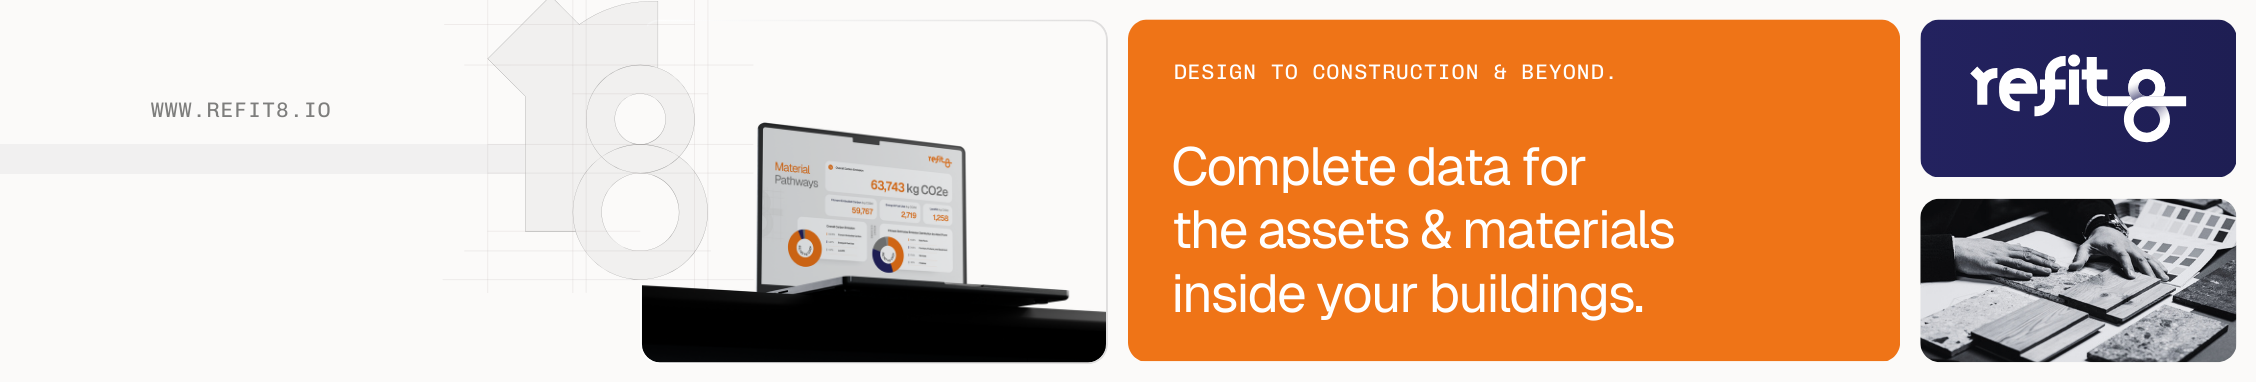 WWW.REFIT8.IO
Material
Pathways
refit8
63,743 kg CO2e
59,767
2,719
1,258
DESIGN TO CONSTRUCTION & BEYOND.
Complete data for
the assets & materials
inside your buildings.
refit8